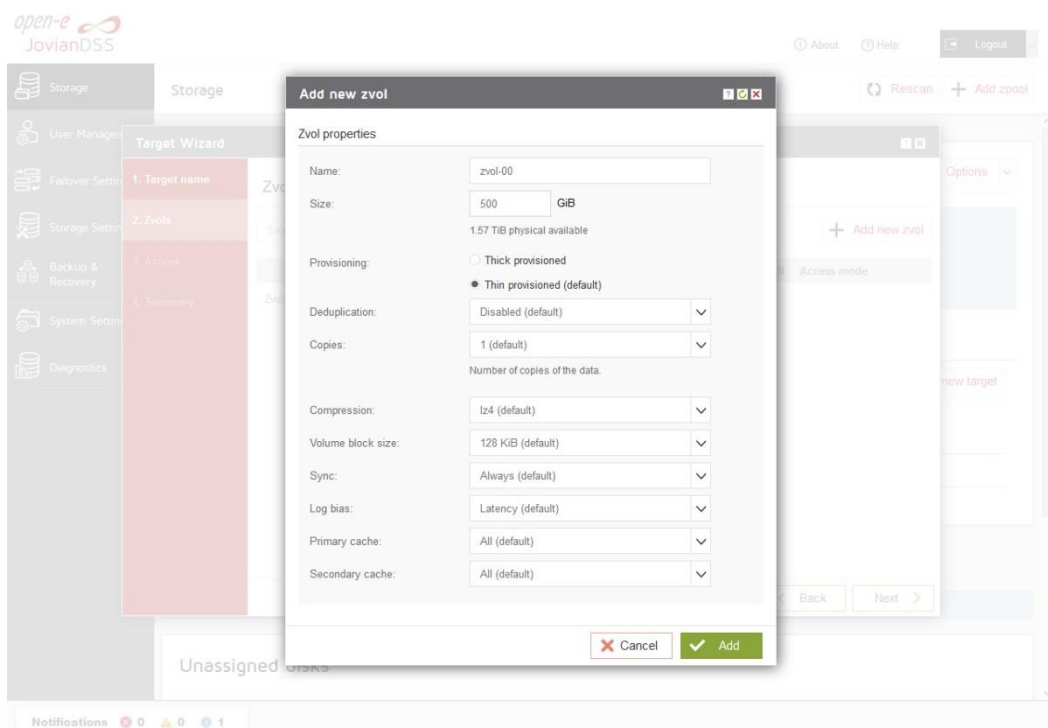 open-e
JovianDSS
About
Help
Logout
Storage
User Manager
Failover Settin
Storage Settin
Backup &
Recovery
System Settin
Diagnostics
Storage
Rescan
Add zpool
Target Wizard
1. Target name
2. Zvols
3. Access
4. Summary
Options
Add new zvol
Access mode
new target
Back
Next
Add new zvol
Zvol properties
Name: zvol-00
Size: 500 GiB
1.57 TiB physical available
Provisioning: Thick provisioned
Thin provisioned (default)
Deduplication: Disabled (default)
Copies: 1 (default)
Number of copies of the data.
Compression: lz4 (default)
Volume block size: 128 KiB (default)
Sync: Always (default)
Log bias: Latency (default)
Primary cache: All (default)
Secondary cache: All (default)
Cancel
Add
Unassigned disks
Notifications 0 0 1